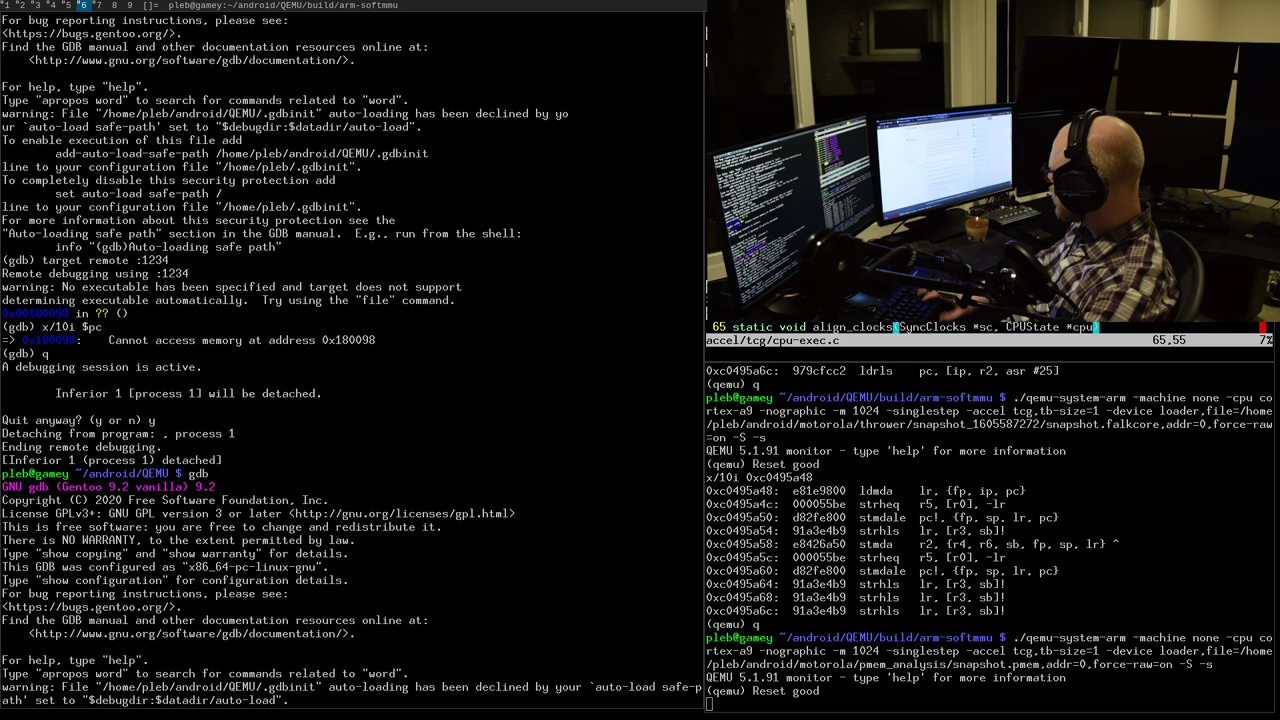 °1 °2 °3 °4 °5 °6 °7 8 9 []= pleb@gamey:~/android/QEMU/build/arm-softmmu
For bug reporting instructions, please see:
<https://bugs.gentoo.org/>.
Find the GDB manual and other documentation resources online at:
<http://www.gnu.org/software/gdb/documentation/>.
For help, type "help".
Type "apropos word" to search for commands related to "word".
warning: File "/home/pleb/android/QEMU/.gdbinit" auto-loading has been declined by yo
ur `auto-load safe-path' set to "$debugdir:$datadir/auto-load".
To enable execution of this file add
add-auto-load-safe-path /home/pleb/android/QEMU/.gdbinit
line to your configuration file "/home/pleb/.gdbinit".
To completely disable this security protection add
set auto-load safe-path /
line to your configuration file "/home/pleb/.gdbinit".
For more information about this security protection see the
"Auto-loading safe path" section in the GDB manual.  E.g., run from the shell:
info "(gdb)Auto-loading safe path"
(gdb) target remote :1234
Remote debugging using :1234
warning: No executable has been specified and target does not support
determining executable automatically.  Try using the "file" command.
0x00180098 in ?? ()
(gdb) x/10i $pc
=> 0x180098:    Cannot access memory at address 0x180098
(gdb) q
A debugging session is active.
Inferior 1 [process 1] will be detached.
Quit anyway? (y or n) y
Detaching from program: , process 1
Ending remote debugging.
[Inferior 1 (process 1) detached]
pleb@gamey ~/android/QEMU $ gdb
GNU gdb (Gentoo 9.2 vanilla) 9.2
Copyright (C) 2020 Free Software Foundation, Inc.
License GPLv3+: GNU GPL version 3 or later <http://gnu.org/licenses/gpl.html>
This is free software: you are free to change and redistribute it.
There is NO WARRANTY, to the extent permitted by law.
Type "show copying" and "show warranty" for details.
This GDB was configured as "x86_64-pc-linux-gnu".
Type "show configuration" for configuration details.
For bug reporting instructions, please see:
<https://bugs.gentoo.org/>.
Find the GDB manual and other documentation resources online at:
<http://www.gnu.org/software/gdb/documentation/>.
For help, type "help".
Type "apropos word" to search for commands related to "word".
warning: File "/home/pleb/android/QEMU/.gdbinit" auto-loading has been declined by your `auto-load safe-p
ath' set to "$debugdir:$datadir/auto-load".
65 static void align_clocks(SyncClocks *sc, CPUState *cpu)
accel/tcg/cpu-exec.c 65,55 7%
0xc0495a6c:  979cfcc2  ldrls    pc, [ip, r2, asr #25]
(qemu) q
pleb@gamey ~/android/QEMU/build/arm-softmmu $ ./qemu-system-arm -machine none -cpu co
rtex-a9 -nographic -m 1024 -singlestep -accel tcg,tb-size=1 -device loader,file=/home
/pleb/android/motorola/thrower/snapshot_1605587272/snapshot.falkcore,addr=0,force-raw
=on -S -s
QEMU 5.1.91 monitor - type 'help' for more information
(qemu) Reset good
x/10i 0xc0495a48
0xc0495a48:  e81e9800  ldmda    lr, {fp, ip, pc}
0xc0495a4c:  000055be  strheq   r5, [r0], -lr
0xc0495a50:  d82fe800  stmdale  pc!, {fp, sp, lr, pc}
0xc0495a54:  91a3e4b9  strhls   lr, [r3, sb]!
0xc0495a58:  e8426a50  stmda    r2, {r4, r6, sb, fp, sp, lr} ^
0xc0495a5c:  000055be  strheq   r5, [r0], -lr
0xc0495a60:  d82fe800  stmdale  pc!, {fp, sp, lr, pc}
0xc0495a64:  91a3e4b9  strhls   lr, [r3, sb]!
0xc0495a68:  91a3e4b9  strhls   lr, [r3, sb]!
0xc0495a6c:  91a3e4b9  strhls   lr, [r3, sb]!
(qemu) q
pleb@gamey ~/android/QEMU/build/arm-softmmu $ ./qemu-system-arm -machine none -cpu co
rtex-a9 -nographic -m 1024 -singlestep -accel tcg,tb-size=1 -device loader,file=/home
/pleb/android/motorola/pmem_analysis/snapshot.pmem,addr=0,force-raw=on -S -s
QEMU 5.1.91 monitor - type 'help' for more information
(qemu) Reset good